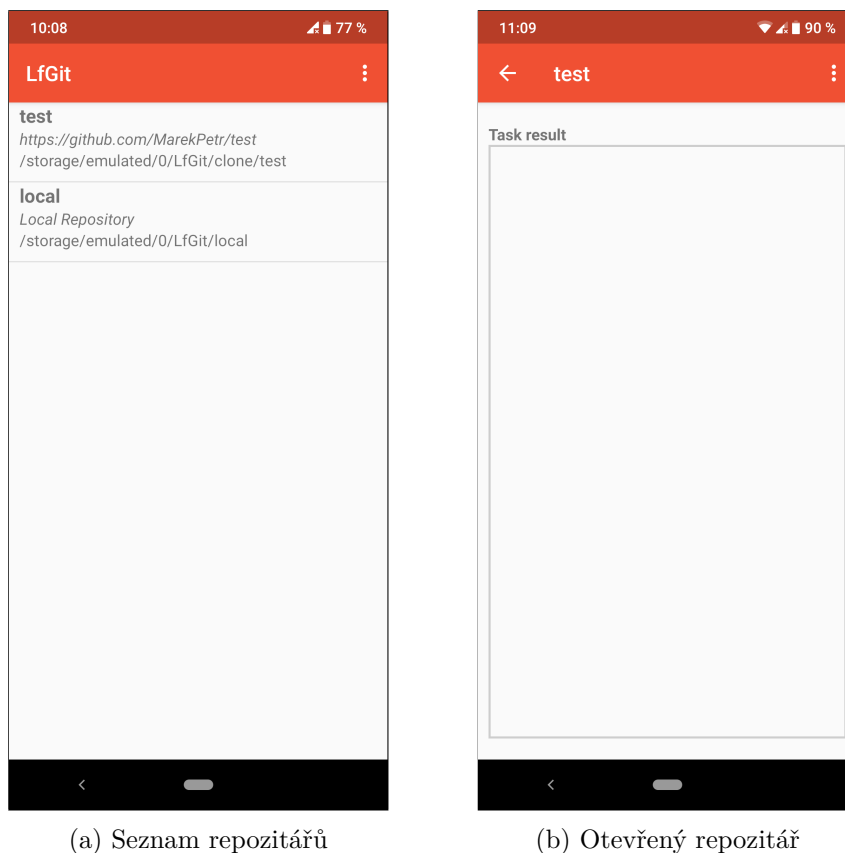 10:08
77 %
LfGit
test
https://github.com/MarekPetr/test
/storage/emulated/0/LfGit/clone/test
local
Local Repository
/storage/emulated/0/LfGit/local
(a) Seznam repozitářů
11:09
90 %
test
Task result
(b) Otevřený repozitář